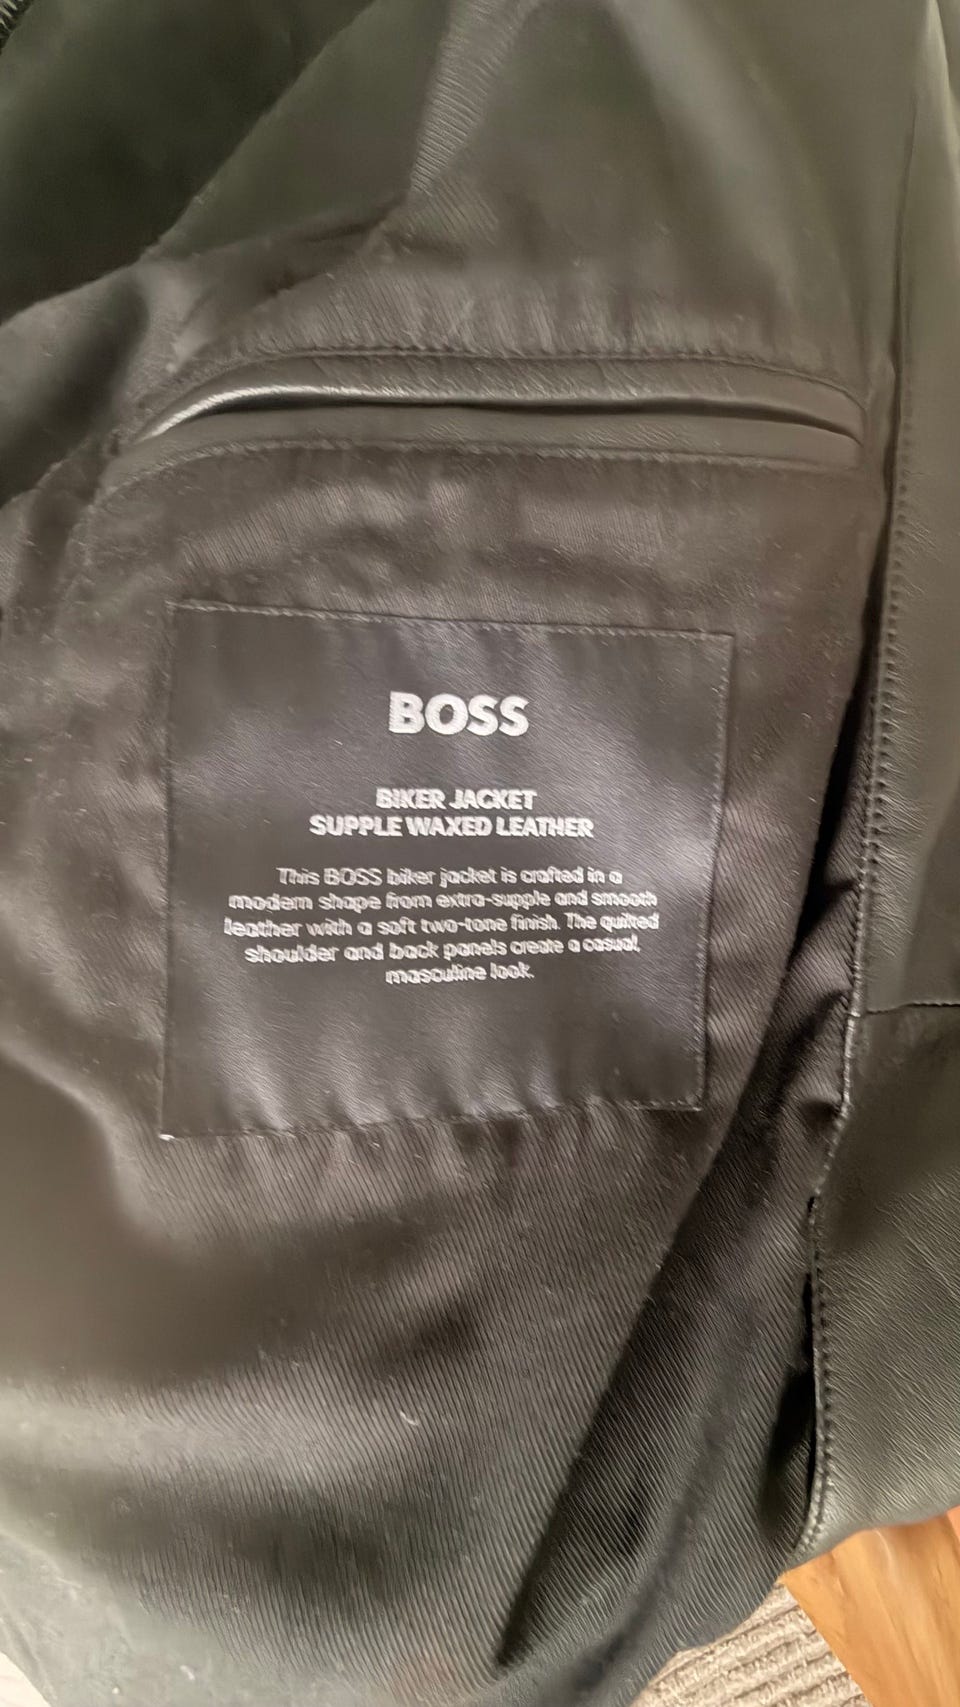 BOSS
BIKER JACKET
SUPPLE WAXED LEATHER
This BOSS biker jacket is crafted in a
modern shape from extra-supple and smooth
leather with a soft two-tone finish. The quilted
shoulder and back panels create a casual,
masculine look.